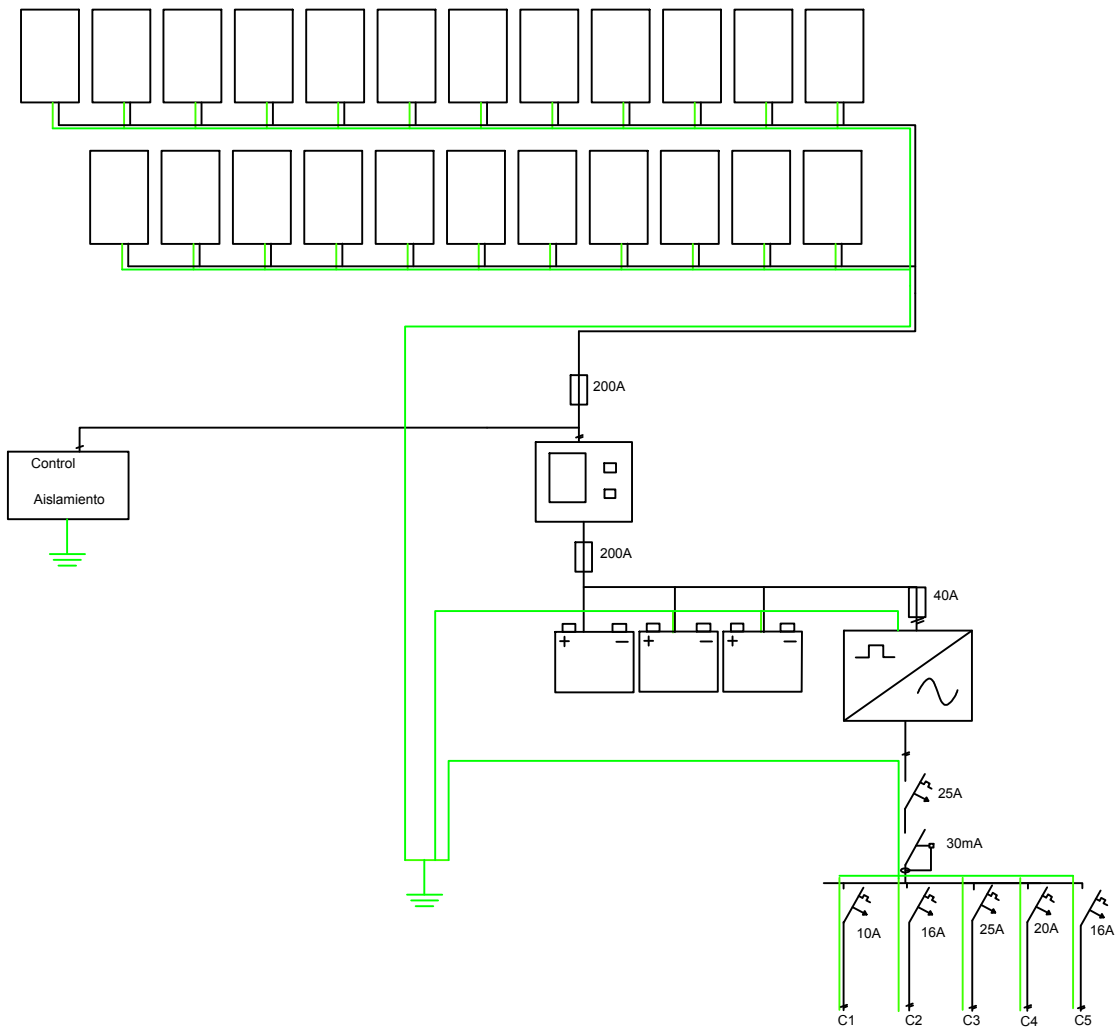 200A
Control
Aislamiento
200A
40A
+ − + − + −
25A
30mA
10A 16A 25A 20A 16A
C1 C2 C3 C4 C5